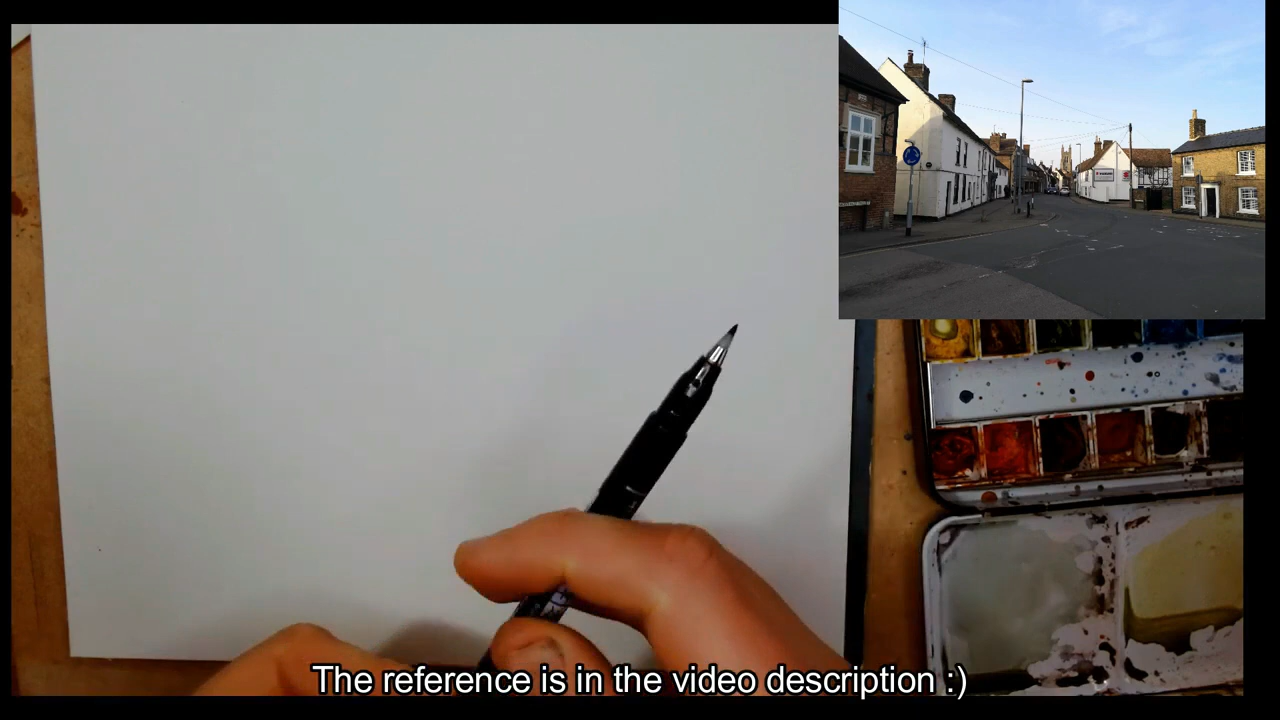 The reference is in the video description :)